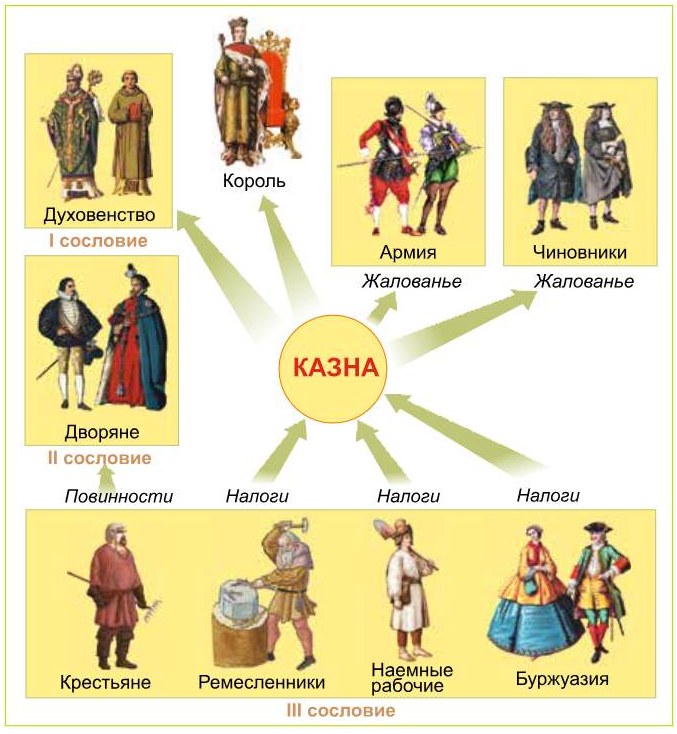 Король
Духовенство
I сословие
Армия
Жалованье
Чиновники
Жалованье
КАЗНА
Дворяне
II сословие
Повинности
Налоги
Налоги
Налоги
Крестьяне
Ремесленники
Наемные
рабочие
Буржуазия
III сословие